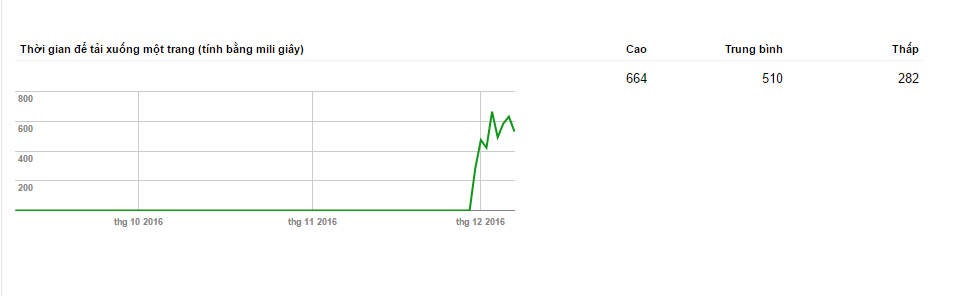 Thời gian để tải xuống một trang (tính bằng mili giây) Cao Trung bình Thấp
664 510 282
800
600
400
200
thg 10 2016 thg 11 2016 thg 12 2016